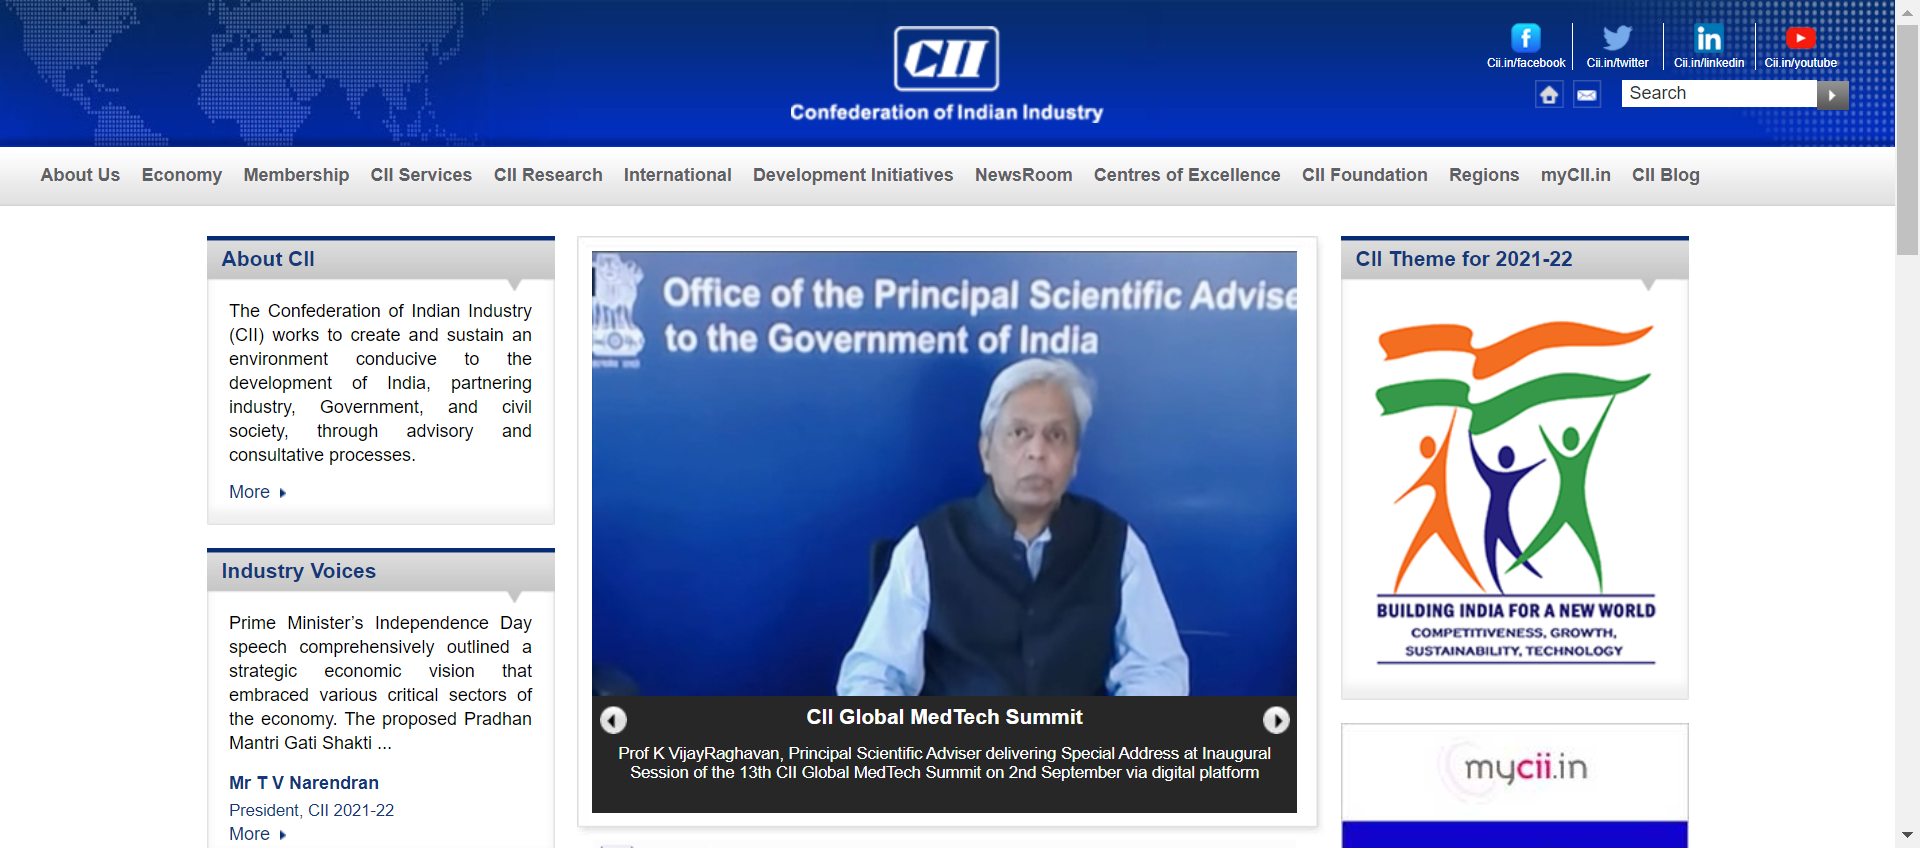 CII
Confederation of Indian Industry
Cii.in/facebook
Cii.in/twitter
Cii.in/linkedin
Cii.in/youtube
Search
About Us
Economy
Membership
CII Services
CII Research
International
Development Initiatives
NewsRoom
Centres of Excellence
CII Foundation
Regions
myCII.in
CII Blog
About CII
The Confederation of Indian Industry
(CII) works to create and sustain an
environment conducive to the
development of India, partnering
industry, Government, and civil
society, through advisory and
consultative processes.
More
Industry Voices
Prime Minister’s Independence Day
speech comprehensively outlined a
strategic economic vision that
embraced various critical sectors of
the economy. The proposed Pradhan
Mantri Gati Shakti ...
Mr T V Narendran
President, CII 2021-22
More
Office of the Principal Scientific Advise
to the Government of India
CII Global MedTech Summit
Prof K VijayRaghavan, Principal Scientific Adviser delivering Special Address at Inaugural
Session of the 13th CII Global MedTech Summit on 2nd September via digital platform
CII Theme for 2021-22
BUILDING INDIA FOR A NEW WORLD
COMPETITIVENESS, GROWTH,
SUSTAINABILITY, TECHNOLOGY
mycii.in